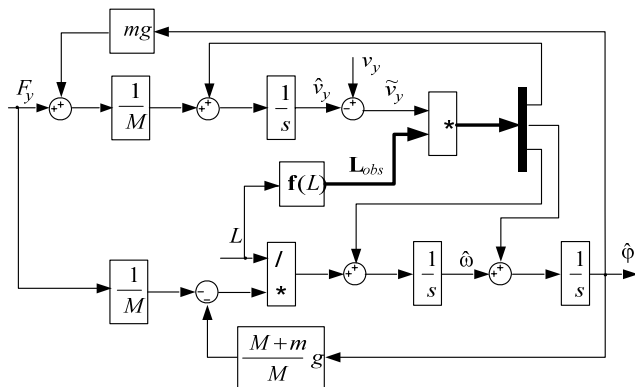 mg
F_y
+ +
1/M
+ +
1/s
v̂_y
v_y
+ −
ṽ_y
*
f(L)
L_obs
L
/
*
1/M
− −
+ +
1/s
ω̂
+ +
1/s
φ̂
(M + m)/M g